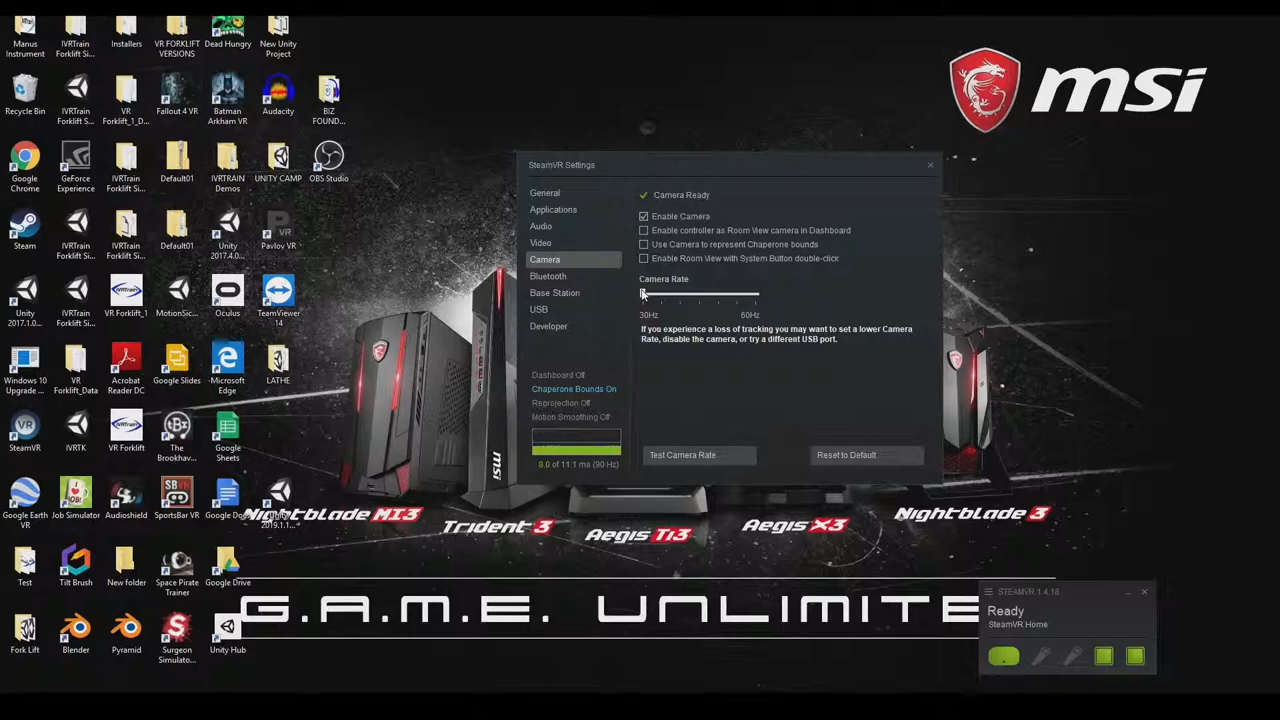 Manus
Instrument
IVRTrain
Forklift Si...
Installers
VR FORKLIFT
VERSIONS
Dead Hungry
New Unity
Project
Recycle Bin
IVRTrain
Forklift S...
VR
Forklift_1_D...
Fallout 4 VR
Batman
Arkham VR
Audacity
BIZ
FOUND...
Google
Chrome
GeForce
Experience
IVRTrain
Forklift Si...
Default01
IVRTRAIN
Demos
UNITY CAMP
OBS Studio
Steam
IVRTrain
Forklift S...
IVRTrain
Forklift Si...
Default01
Unity
2017.4.0...
Pavlov VR
Unity
2017.1.0...
IVRTrain
Forklift S...
VR Forklift_1
MotionSic...
Oculus
TeamViewer
14
Windows 10
Upgrade ...
VR
Forklift_Data
Acrobat
Reader DC
Google Slides
Microsoft
Edge
LATHE
SteamVR
IVRTK
VR Forklift
The
Brookhav...
Google
Sheets
Google Earth
VR
Job Simulator
Audioshield
SportsBar VR
Google Docs
2019.1.1...
Test
Tilt Brush
New folder
Space Pirate
Trainer
Google Drive
Fork Lift
Blender
Pyramid
Surgeon
Simulato...
Unity Hub
msi
SteamVR Settings
General
Applications
Audio
Video
Camera
Bluetooth
Base Station
USB
Developer
Dashboard Off
Chaperone Bounds On
Reprojection Off
Motion Smoothing Off
8.0 of 11.1 ms (90 Hz)
Camera Ready
Enable Camera
Enable controller as Room View camera in Dashboard
Use Camera to represent Chaperone bounds
Enable Room View with System Button double-click
Camera Rate
30Hz
60Hz
If you experience a loss of tracking you may want to set a lower Camera
Rate, disable the camera, or try a different USB port.
Test Camera Rate
Reset to Default
msi
Nightblade MI3
Trident 3
Aegis Ti3
Aegis X3
Nightblade 3
G.A.M.E. UNLIMITE
STEAMVR 1.4.18
Ready
SteamVR Home